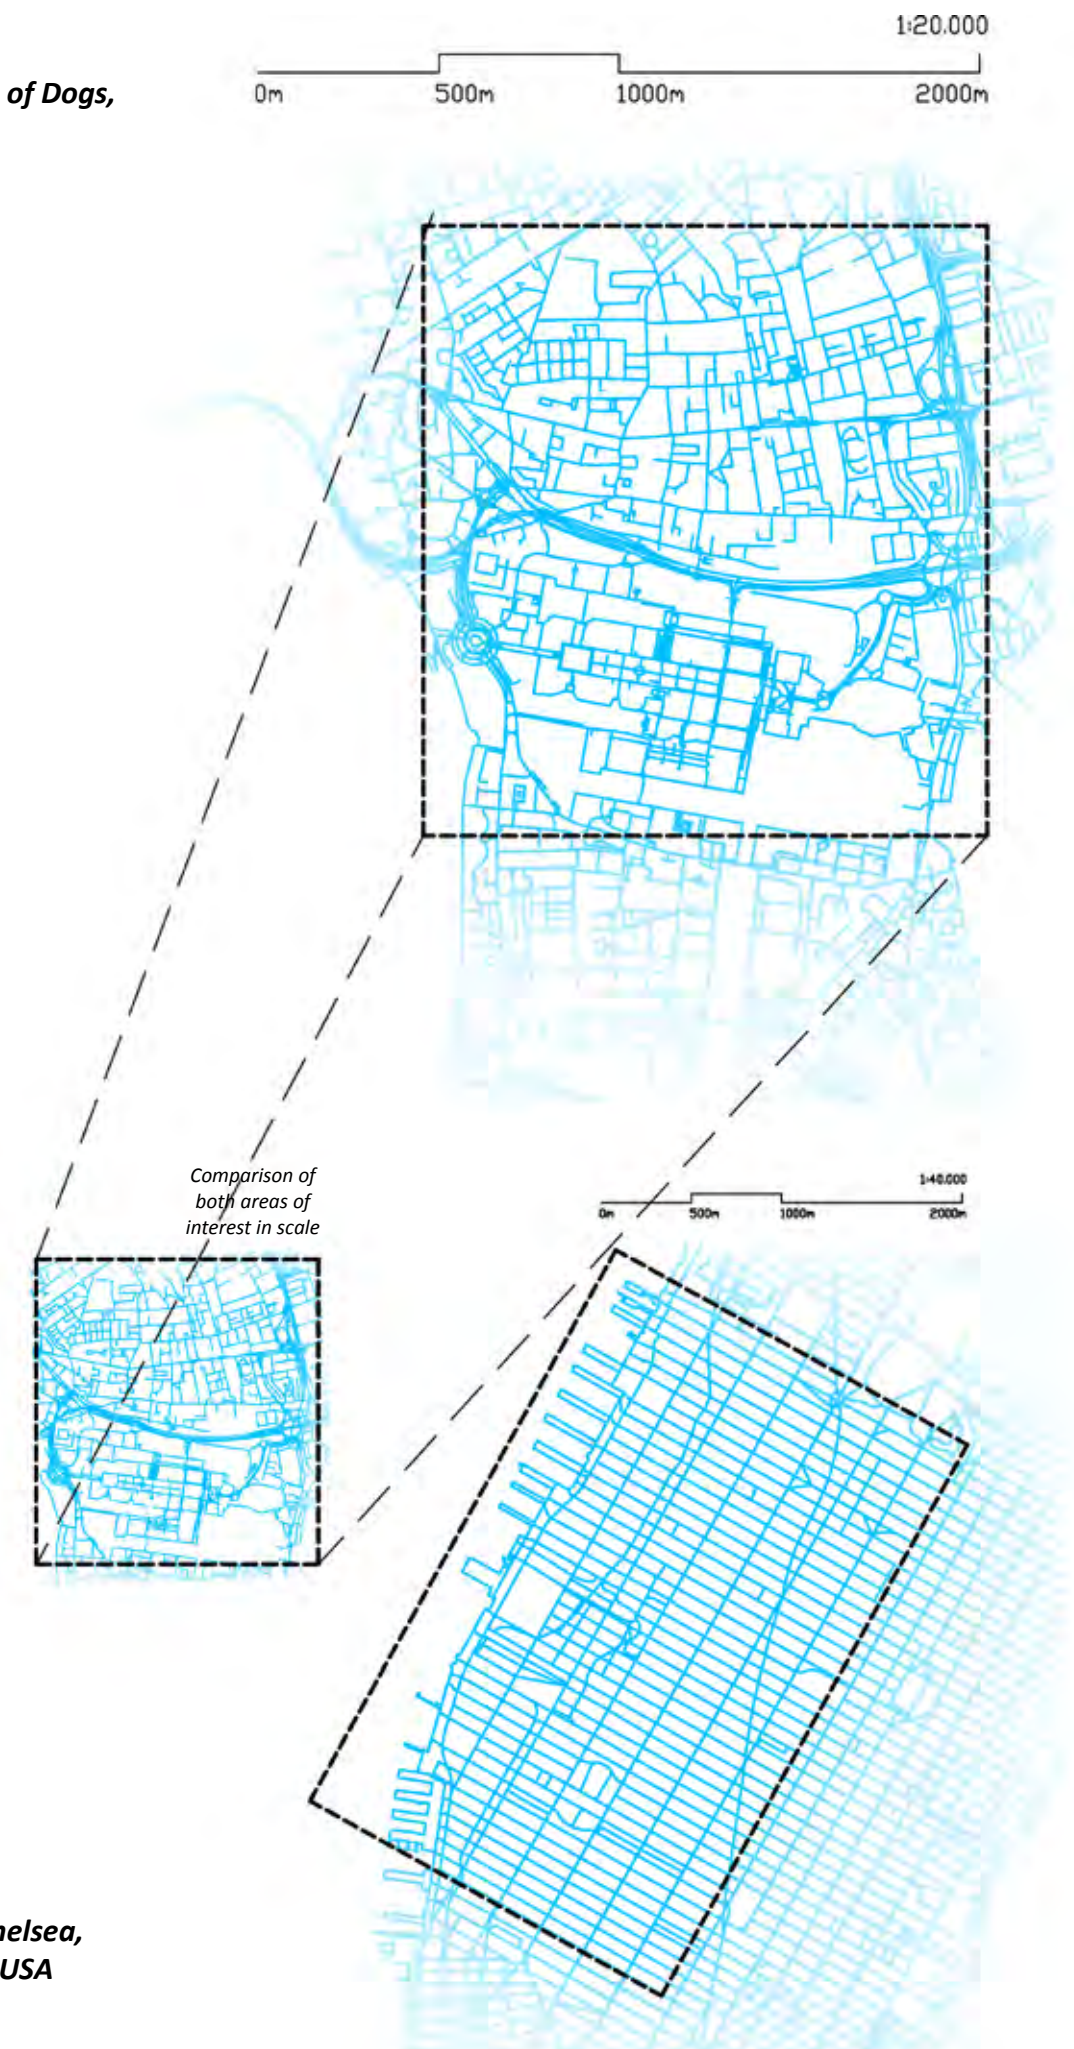 1:20.000
0m 500m 1000m 2000m
of Dogs,
Comparison of
both areas of
interest in scale
1:40.000
0m 500m 1000m 2000m
helsea,
USA